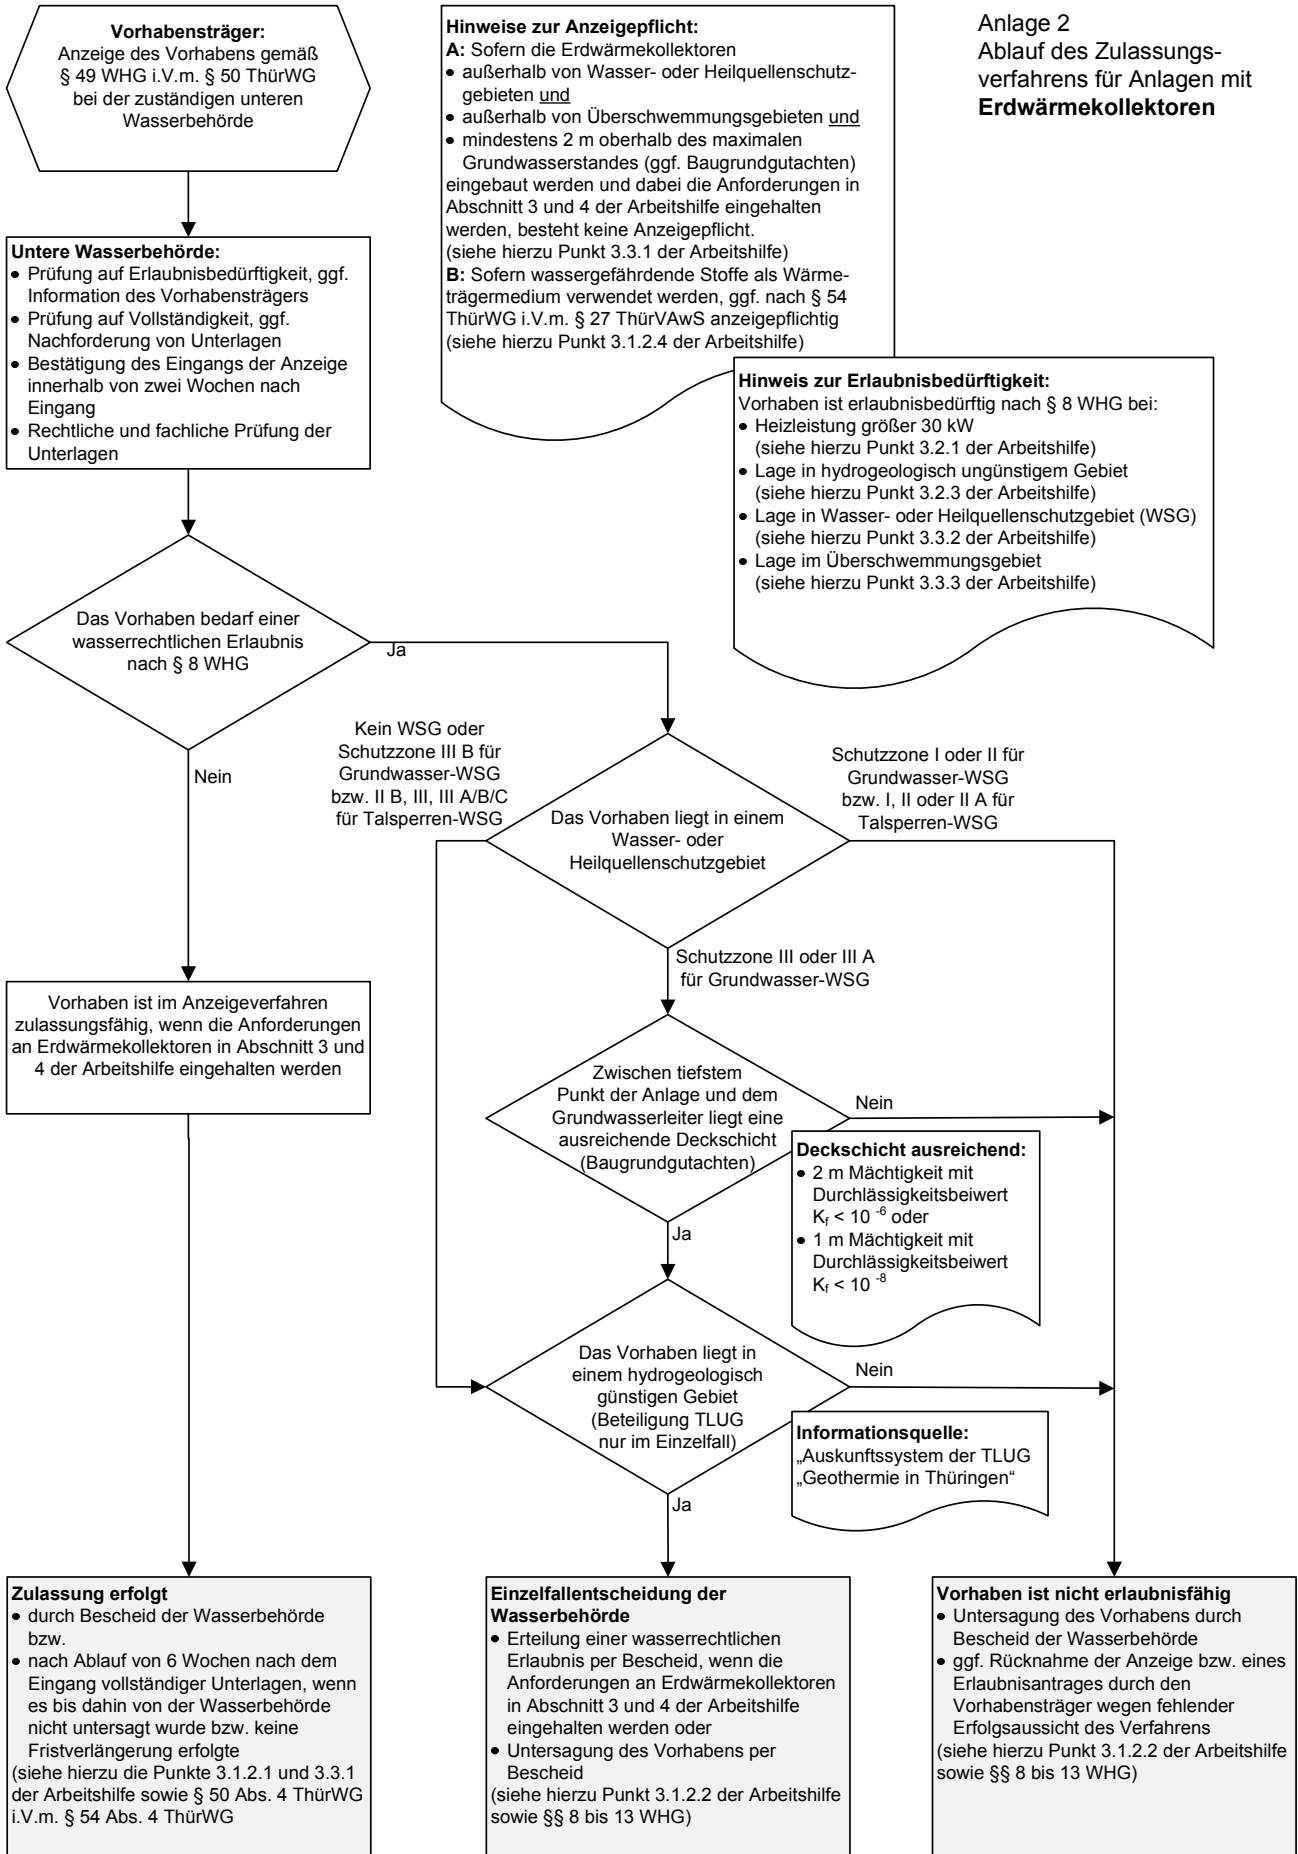 Vorhabensträger:
Anzeige des Vorhabens gemäß
§ 49 WHG i.V.m. § 50 ThürWG
bei der zuständigen unteren
Wasserbehörde
Hinweise zur Anzeigepflicht:
A: Sofern die Erdwärmekollektoren
• außerhalb von Wasser- oder Heilquellenschutz-
gebieten und
• außerhalb von Überschwemmungsgebieten und
• mindestens 2 m oberhalb des maximalen
Grundwasserstandes (ggf. Baugrundgutachten)
eingebaut werden und dabei die Anforderungen in
Abschnitt 3 und 4 der Arbeitshilfe eingehalten
werden, besteht keine Anzeigepflicht.
(siehe hierzu Punkt 3.3.1 der Arbeitshilfe)
B: Sofern wassergefährdende Stoffe als Wärme-
trägermedium verwendet werden, ggf. nach § 54
ThürWG i.V.m. § 27 ThürVAwS anzeigepflichtig
(siehe hierzu Punkt 3.1.2.4 der Arbeitshilfe)
Anlage 2
Ablauf des Zulassungs-
verfahrens für Anlagen mit
Erdwärmekollektoren
Untere Wasserbehörde:
• Prüfung auf Erlaubnisbedürftigkeit, ggf.
Information des Vorhabensträgers
• Prüfung auf Vollständigkeit, ggf.
Nachforderung von Unterlagen
• Bestätigung des Eingangs der Anzeige
innerhalb von zwei Wochen nach
Eingang
• Rechtliche und fachliche Prüfung der
Unterlagen
Hinweis zur Erlaubnisbedürftigkeit:
Vorhaben ist erlaubnisbedürftig nach § 8 WHG bei:
• Heizleistung größer 30 kW
(siehe hierzu Punkt 3.2.1 der Arbeitshilfe)
• Lage in hydrogeologisch ungünstigem Gebiet
(siehe hierzu Punkt 3.2.3 der Arbeitshilfe)
• Lage in Wasser- oder Heilquellenschutzgebiet (WSG)
(siehe hierzu Punkt 3.3.2 der Arbeitshilfe)
• Lage im Überschwemmungsgebiet
(siehe hierzu Punkt 3.3.3 der Arbeitshilfe)
Das Vorhaben bedarf einer
wasserrechtlichen Erlaubnis
nach § 8 WHG
Ja
Nein
Kein WSG oder
Schutzzone III B für
Grundwasser-WSG
bzw. II B, III, III A/B/C
für Talsperren-WSG
Das Vorhaben liegt in einem
Wasser- oder
Heilquellenschutzgebiet
Schutzzone I oder II für
Grundwasser-WSG
bzw. I, II oder II A für
Talsperren-WSG
Schutzzone III oder III A
für Grundwasser-WSG
Vorhaben ist im Anzeigeverfahren
zulassungsfähig, wenn die Anforderungen
an Erdwärmekollektoren in Abschnitt 3 und
4 der Arbeitshilfe eingehalten werden
Zwischen tiefstem
Punkt der Anlage und dem
Grundwasserleiter liegt eine
ausreichende Deckschicht
(Baugrundgutachten)
Nein
Deckschicht ausreichend:
• 2 m Mächtigkeit mit
Durchlässigkeitsbeiwert
Kf < 10 -6 oder
• 1 m Mächtigkeit mit
Durchlässigkeitsbeiwert
Kf < 10 -8
Ja
Das Vorhaben liegt in
einem hydrogeologisch
günstigen Gebiet
(Beteiligung TLUG
nur im Einzelfall)
Nein
Informationsquelle:
„Auskunftssystem der TLUG
„Geothermie in Thüringen“
Ja
Zulassung erfolgt
• durch Bescheid der Wasserbehörde
bzw.
• nach Ablauf von 6 Wochen nach dem
Eingang vollständiger Unterlagen, wenn
es bis dahin von der Wasserbehörde
nicht untersagt wurde bzw. keine
Fristverlängerung erfolgte
(siehe hierzu die Punkte 3.1.2.1 und 3.3.1
der Arbeitshilfe sowie § 50 Abs. 4 ThürWG
i.V.m. § 54 Abs. 4 ThürWG
Einzelfallentscheidung der
Wasserbehörde
• Erteilung einer wasserrechtlichen
Erlaubnis per Bescheid, wenn die
Anforderungen an Erdwärmekollektoren
in Abschnitt 3 und 4 der Arbeitshilfe
eingehalten werden oder
• Untersagung des Vorhabens per
Bescheid
(siehe hierzu Punkt 3.1.2.2 der Arbeitshilfe
sowie §§ 8 bis 13 WHG)
Vorhaben ist nicht erlaubnisfähig
• Untersagung des Vorhabens durch
Bescheid der Wasserbehörde
• ggf. Rücknahme der Anzeige bzw. eines
Erlaubnisantrages durch den
Vorhabensträger wegen fehlender
Erfolgsaussicht des Verfahrens
(siehe hierzu Punkt 3.1.2.2 der Arbeitshilfe
sowie §§ 8 bis 13 WHG)